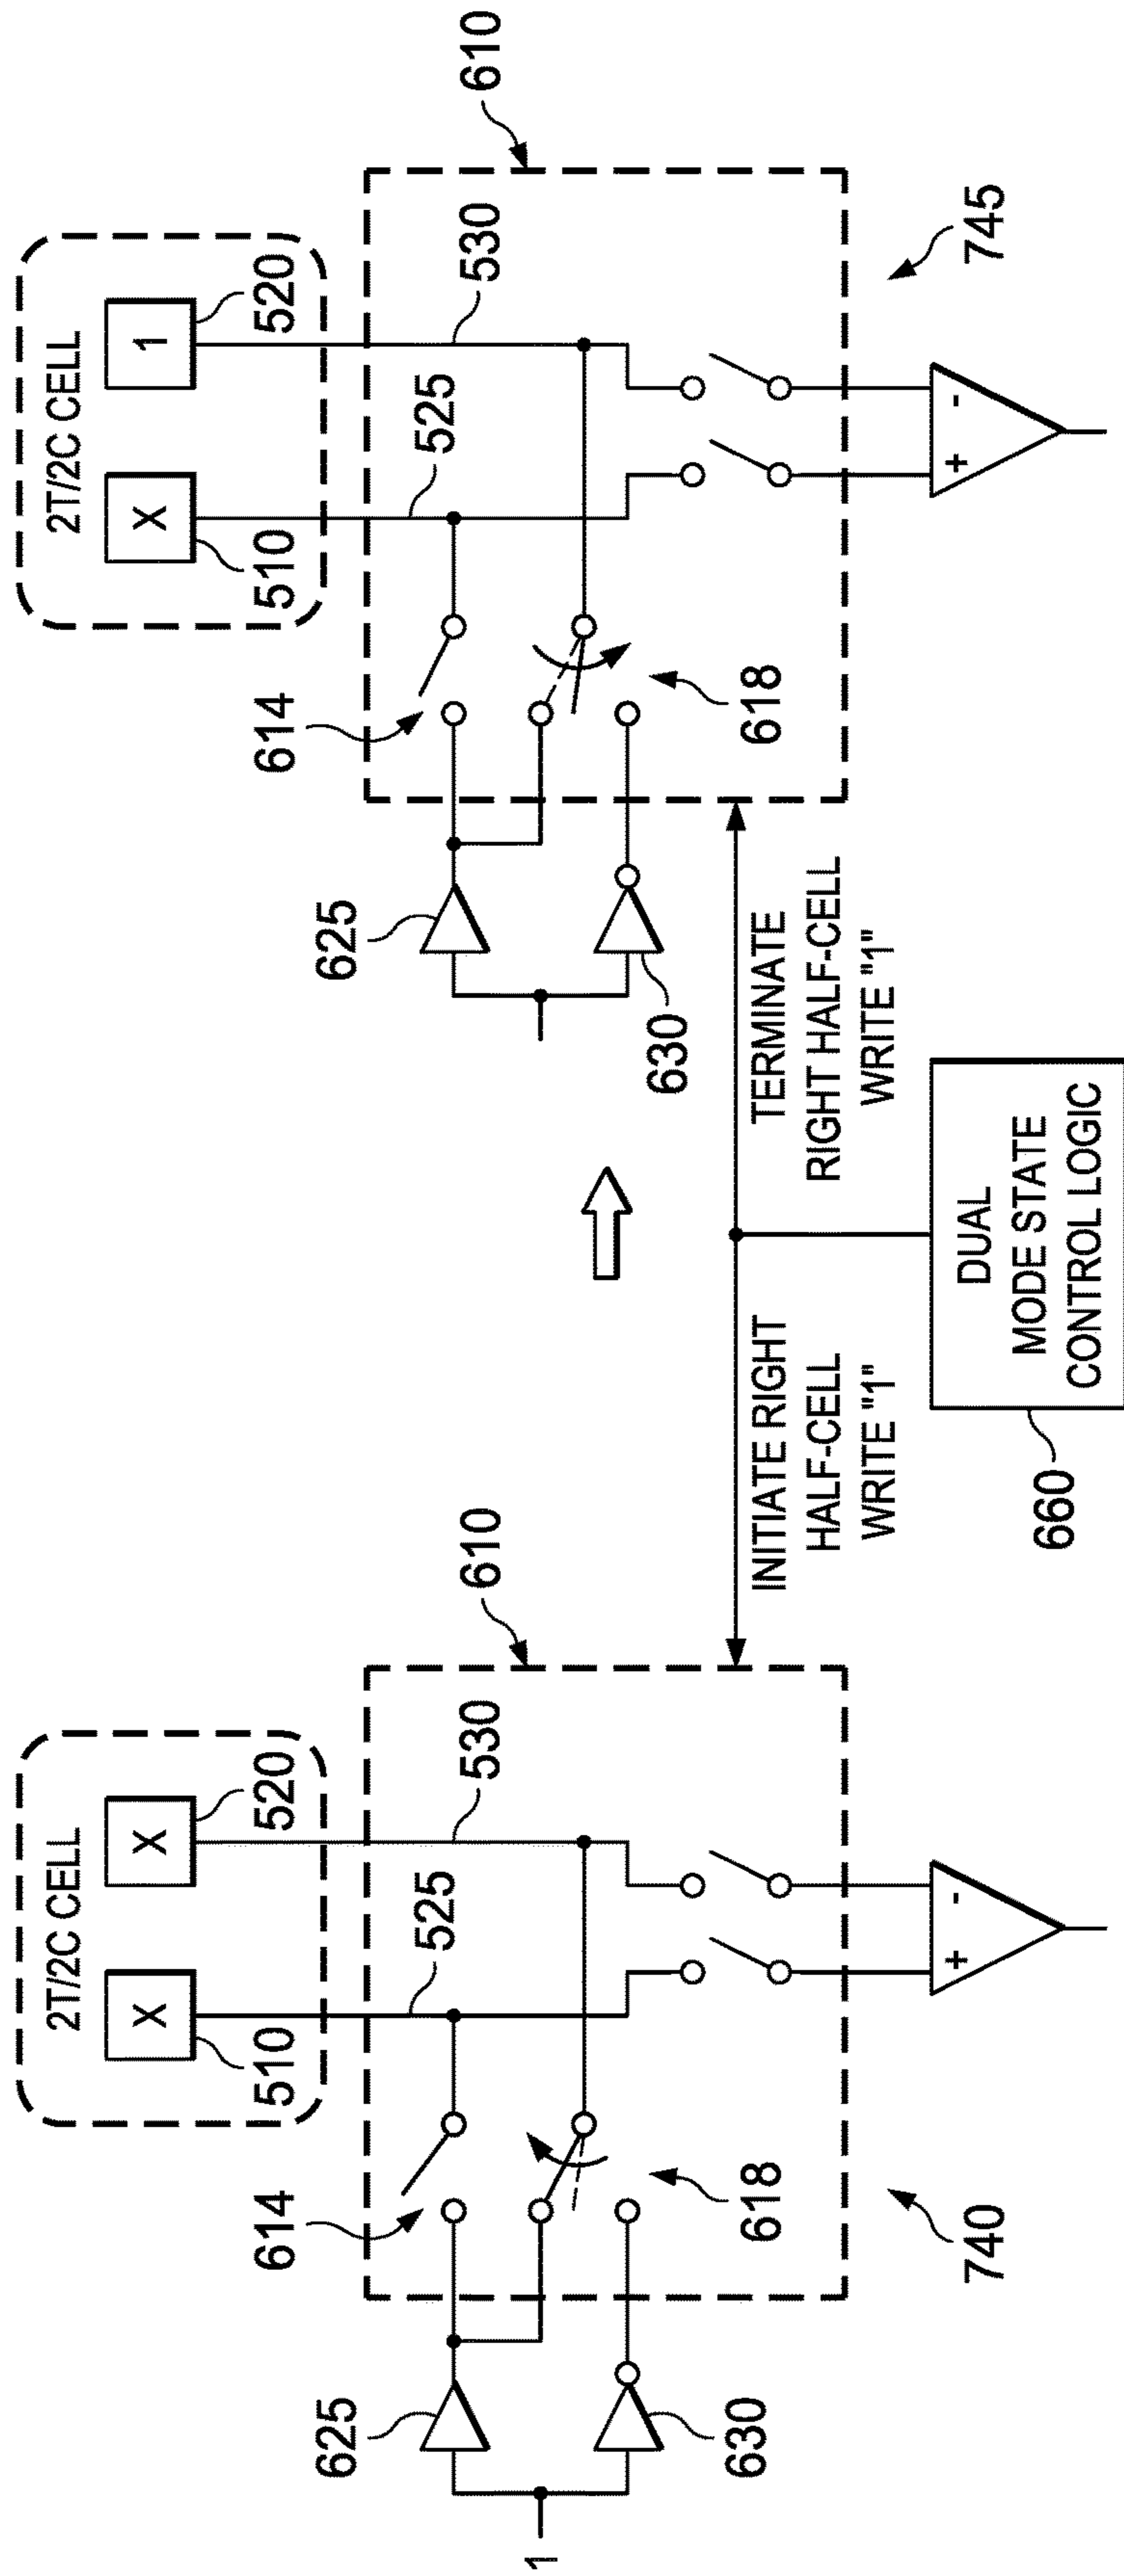 2T/2C CELL
X
X
510
520
525
530
610
614
618
625
630
1
740
INITIATE RIGHT
HALF-CELL
WRITE "1"
DUAL
MODE STATE
CONTROL LOGIC
660
TERMINATE
RIGHT HALF-CELL
WRITE "1"
2T/2C CELL
X
1
510
520
525
530
610
614
618
625
630
745
+
-
+
-